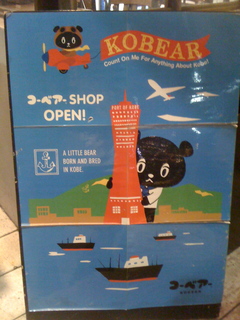 KOBEAR
Count On Me For Anything About Kobe!
コーベアー SHOP
OPEN!
PORT OF KOBE
A LITTLE BEAR
BORN AND BRED
IN KOBE.
コーベアー